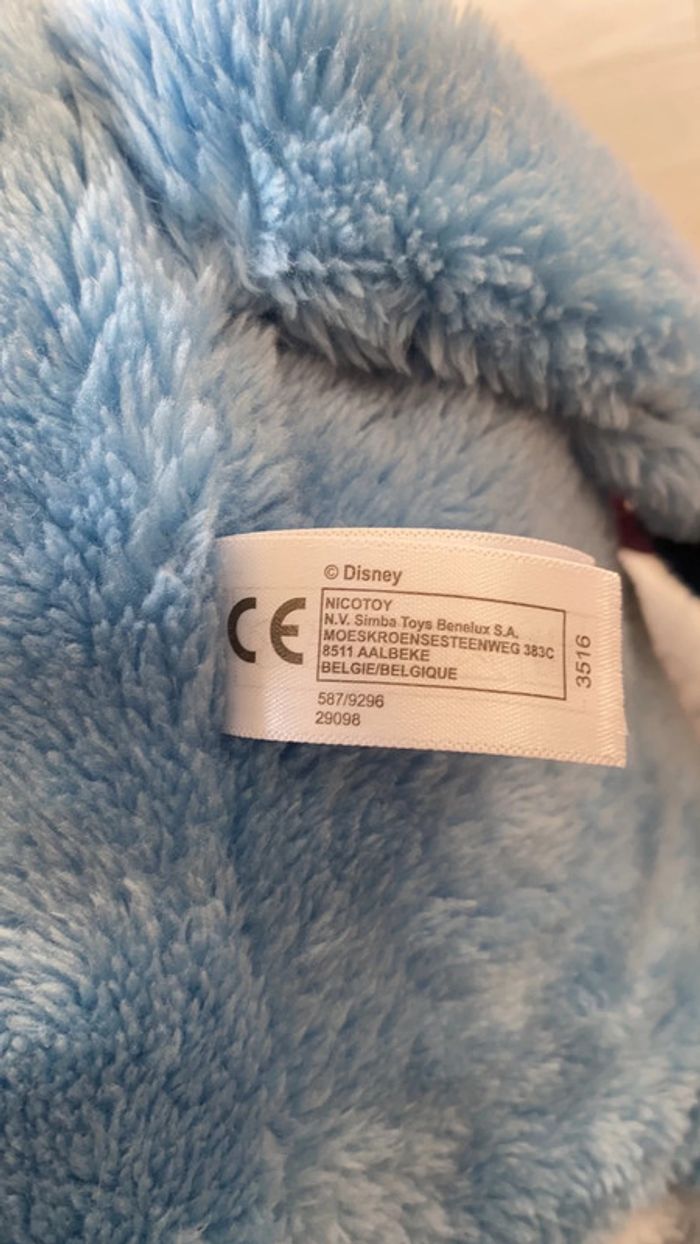 © Disney
CE
NICOTOY
N.V. Simba Toys Benelux S.A.
MOESKROENSESTEENWEG 383C
8511 AALBEKE
BELGIE/BELGIQUE
3516
587/9296
29098